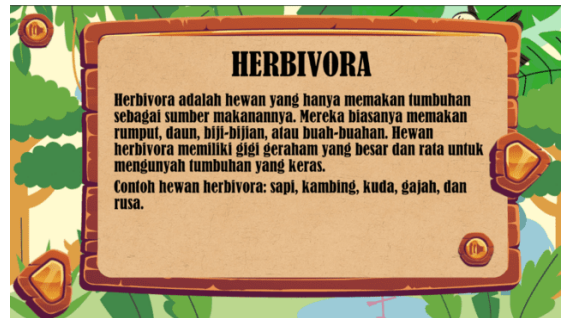 HERBIVORA
Herbivora adalah hewan yang hanya memakan tumbuhan
sebagai sumber makanannya. Mereka biasanya memakan
rumput, daun, biji-bijian, atau buah-buahan. Hewan
herbivora memiliki gigi geraham yang besar dan rata untuk
mengunyah tumbuhan yang keras.
Contoh hewan herbivora: sapi, kambing, kuda, gajah, dan
rusa.